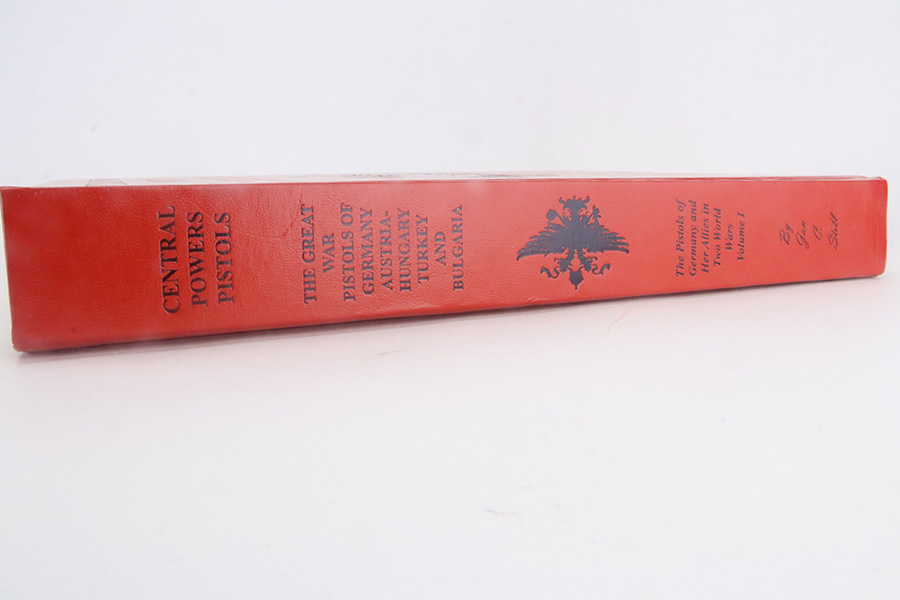 CENTRAL
POWERS
PISTOLS
THE GREAT
WAR
PISTOLS OF
GERMANY
AUSTRIA-
HUNGARY
TURKEY
AND
BULGARIA
The Pistols of
Germany and
Her Allies in
Two World
Wars
Volume I
By
Jan
C.
Still